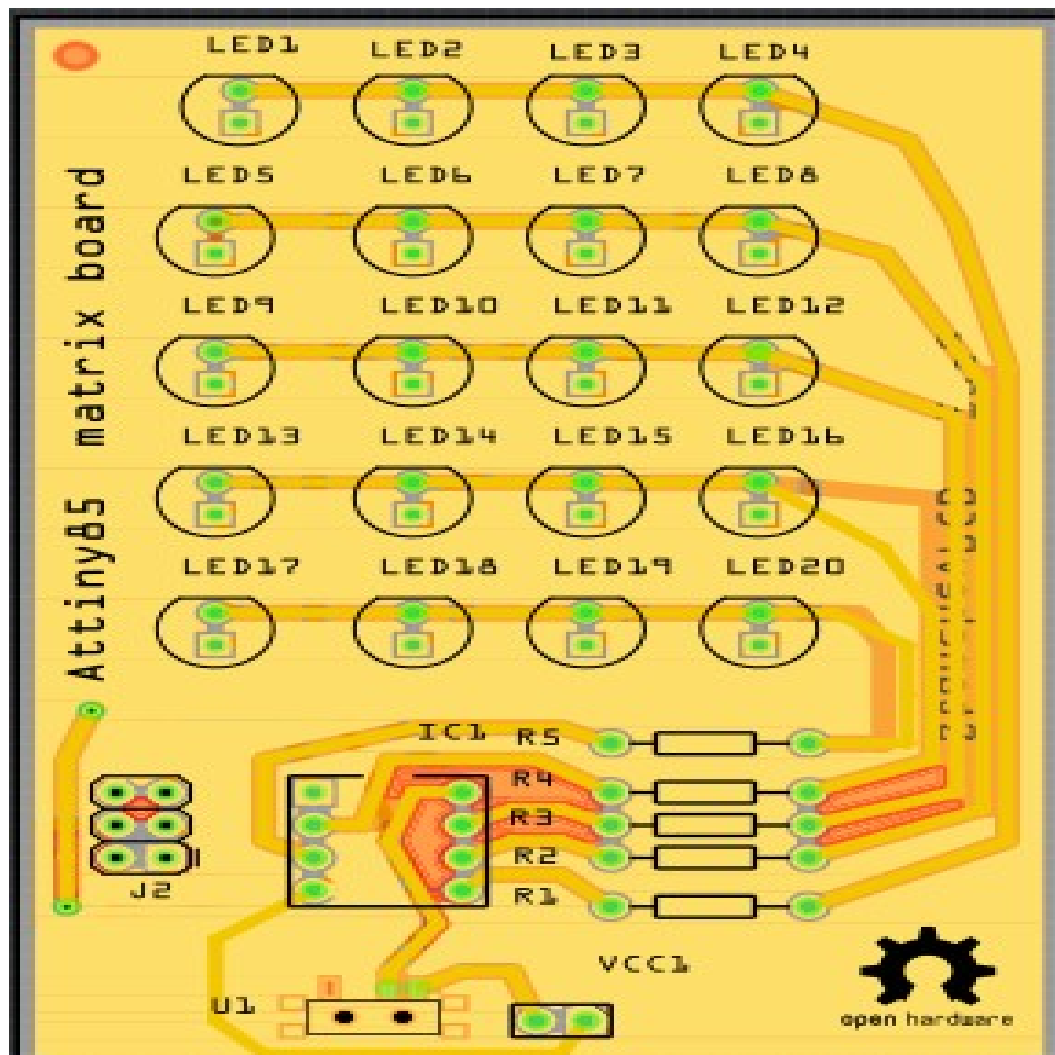 LED1 LED2 LED3 LED4
LED5 LED6 LED7 LED8
LED9 LED10 LED11 LED12
LED13 LED14 LED15 LED16
LED17 LED18 LED19 LED20
Attiny85 matrix board
IC1 R5
R4
R3
R2
J2 R1
VCC1
U1
open hardware